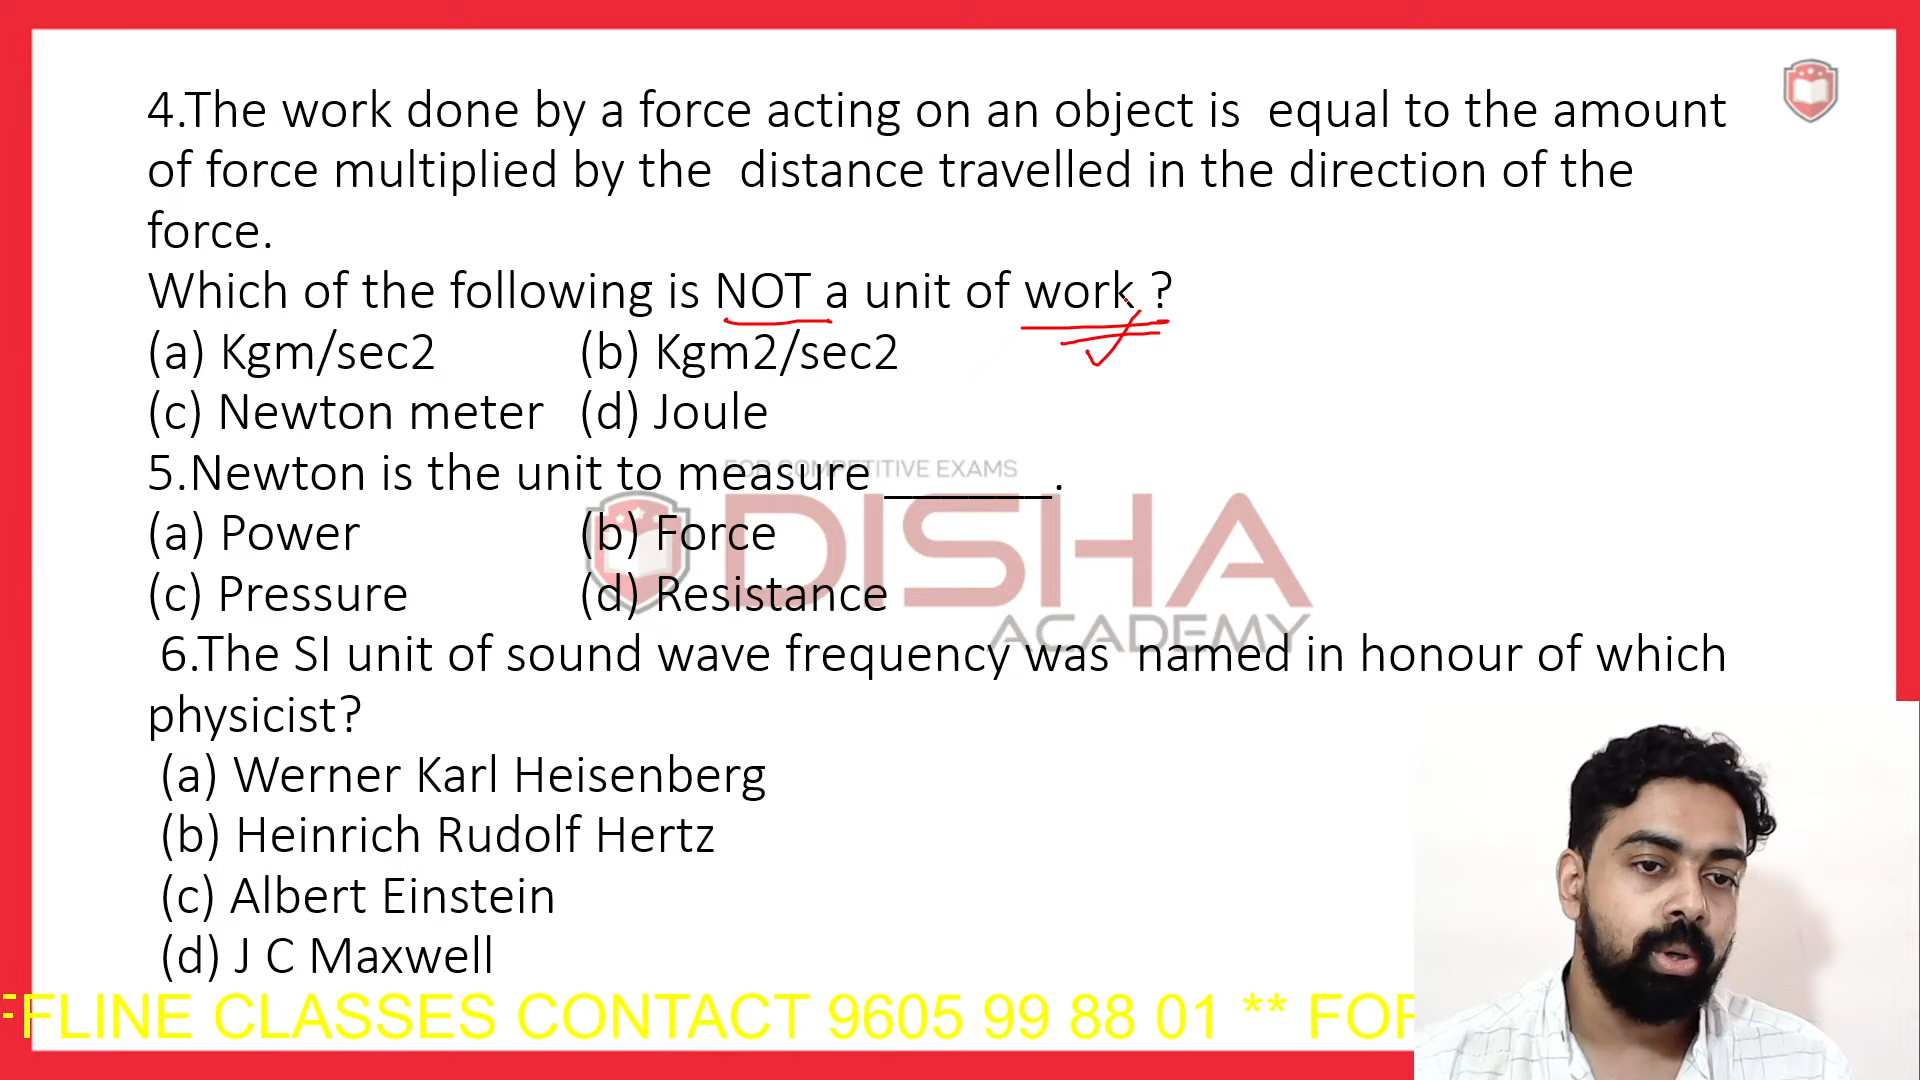 4.The work done by a force acting on an object is equal to the amount
of force multiplied by the distance travelled in the direction of the
force.
Which of the following is NOT a unit of work ?
(a) Kgm/sec2 (b) Kgm2/sec2
(c) Newton meter (d) Joule
FOR COMPETITIVE EXAMS
5.Newton is the unit to measure _______.
(a) Power (b) Force
DISHA
(c) Pressure (d) Resistance
ACADEMY
6.The SI unit of sound wave frequency was named in honour of which
physicist?
(a) Werner Karl Heisenberg
(b) Heinrich Rudolf Hertz
(c) Albert Einstein
(d) J C Maxwell
FFLINE CLASSES CONTACT 9605 99 88 01 ** FOR